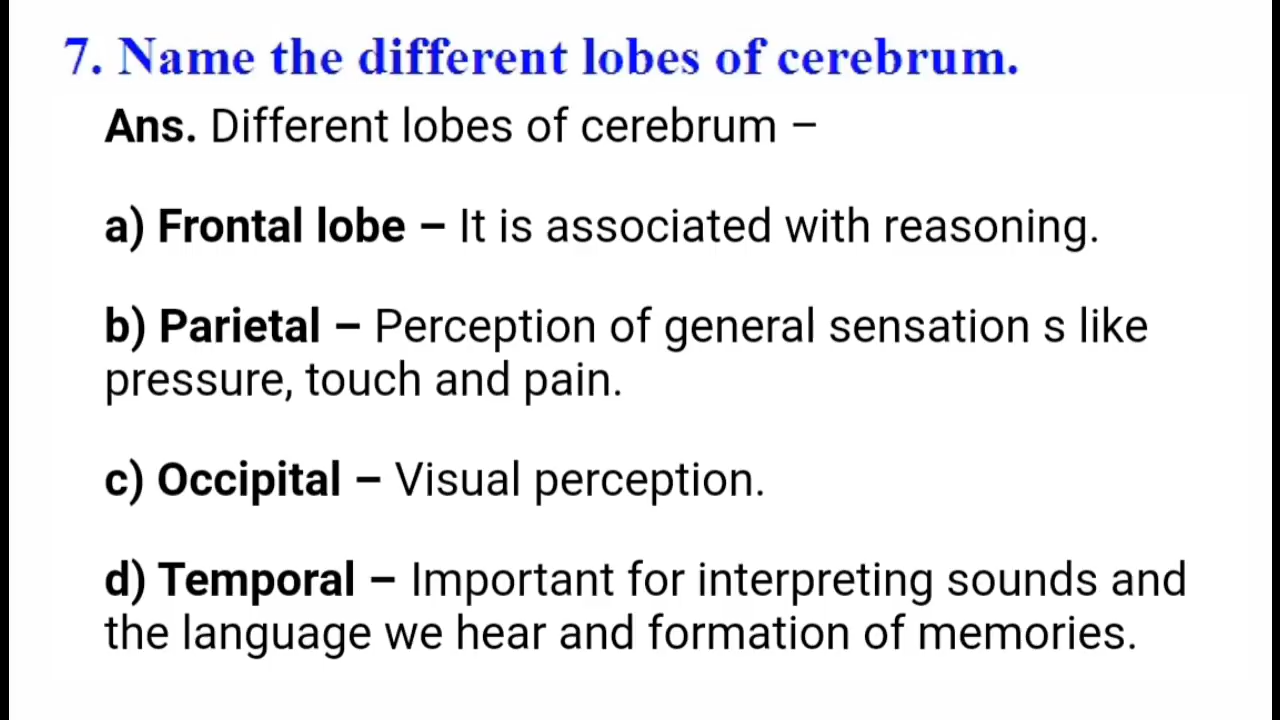 7. Name the different lobes of cerebrum.
Ans. Different lobes of cerebrum –
a) Frontal lobe – It is associated with reasoning.
b) Parietal – Perception of general sensation s like
pressure, touch and pain.
c) Occipital – Visual perception.
d) Temporal – Important for interpreting sounds and
the language we hear and formation of memories.